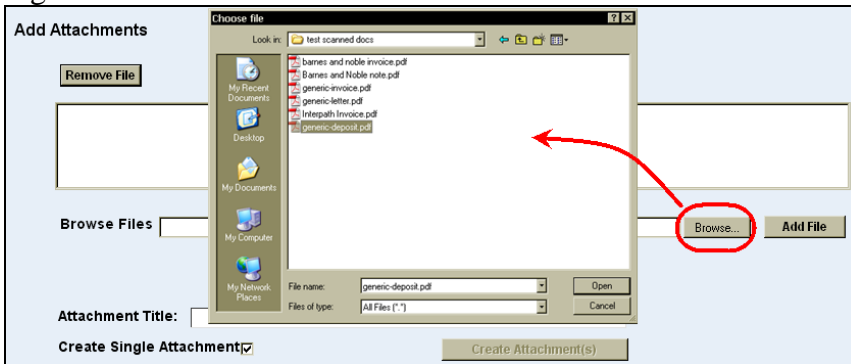 Add Attachments
Remove File
Choose file
Look in:
test scanned docs
My Recent
Documents
Desktop
My Documents
My Computer
My Network
Places
barnes and noble invoice.pdf
Barnes and Noble note.pdf
generic-invoice.pdf
generic-letter.pdf
Interpath Invoice.pdf
generic-deposit.pdf
File name:
generic-deposit.pdf
Open
Files of type:
All Files (*.*)
Cancel
Browse Files
Browse...
Add File
Attachment Title:
Create Single Attachment
Create Attachment(s)